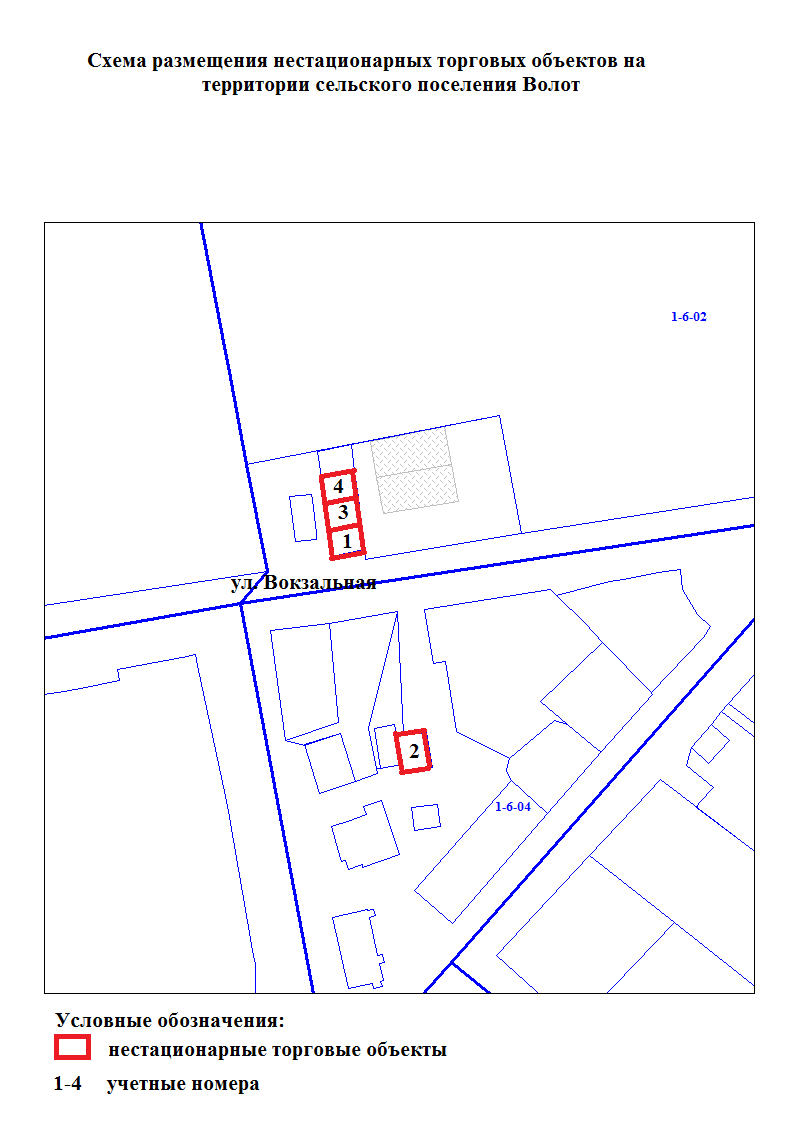 Схема размещения нестационарных торговых объектов на
территории сельского поселения Волот
1-6-02
4
3
1
ул. Вокзальная
2
1-6-04
Условные обозначения:
нестационарные торговые объекты
1-4 учетные номера